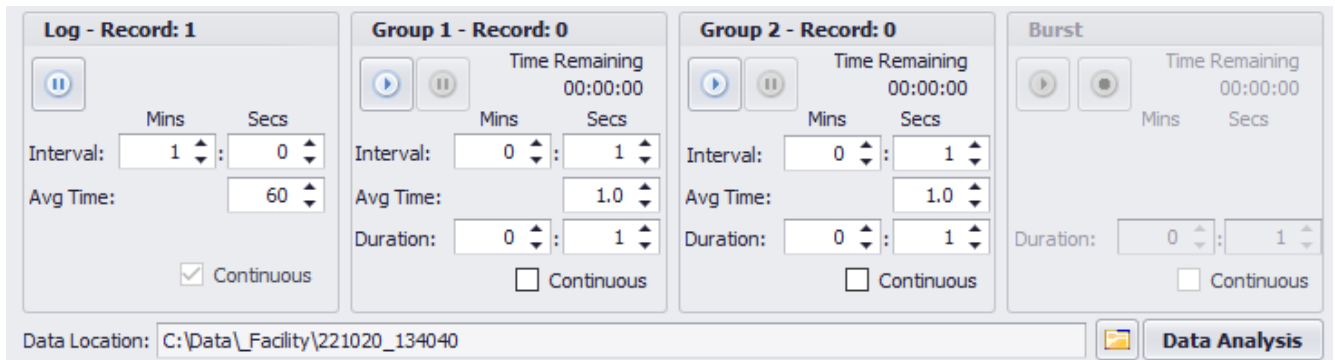 Log - Record: 1
Mins Secs
Interval: 1 : 0
Avg Time: 60
Continuous
Group 1 - Record: 0
Time Remaining
00:00:00
Mins Secs
Interval: 0 : 1
Avg Time: 1.0
Duration: 0 : 1
Continuous
Group 2 - Record: 0
Time Remaining
00:00:00
Mins Secs
Interval: 0 : 1
Avg Time: 1.0
Duration: 0 : 1
Continuous
Burst
Time Remaining
00:00:00
Mins Secs
Duration: 0 : 1
Continuous
Data Location: C:\Data\_Facility\221020_134040 Data Analysis